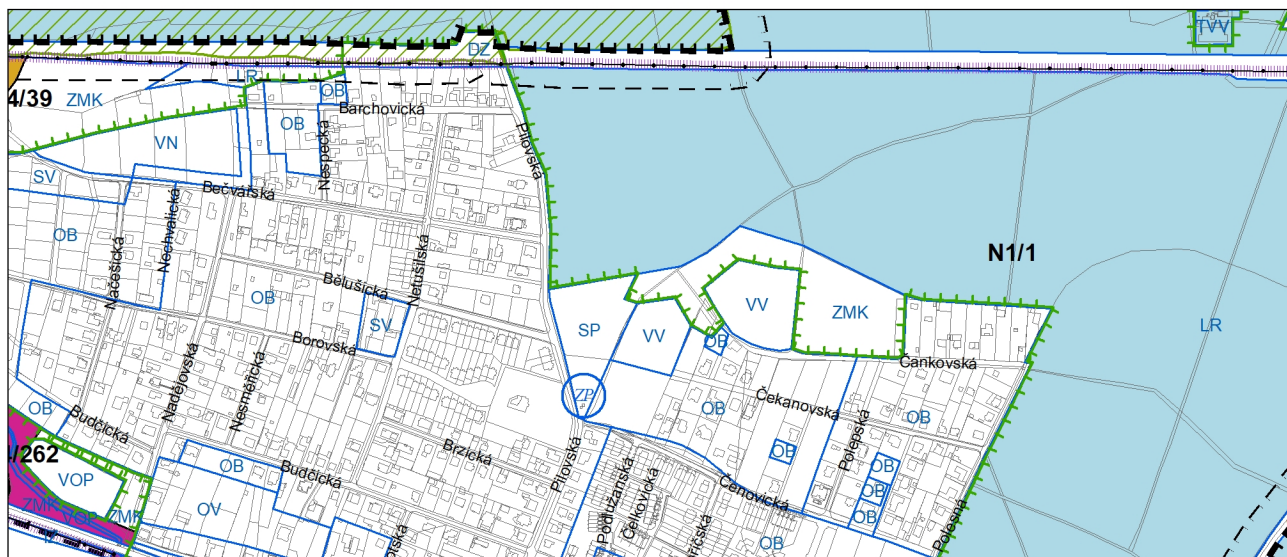 DZ
TVV
LR
OB
4/39
ZMK
Barchovická
OB
VN
Pilovská
Nespecká
SV
Bečvářská
Nechvalická
OB
Načešická
Netušilská
N1/1
Bělušická
OB
VV
ZMK
LR
SP
SV
VV
OB
Borovská
Čankovská
Nadějovská
Nesměřická
ZP
Čekanovská
OB
OB
OB
Budčická
Polepská
Brzická
OB
/262
OB
OB
Pilovská
VOP
Budčická
Čenovická
OB
ZMK
VOP
ZMK
OV
Podlužanská
Čelkovická
OB
Polesná
OB